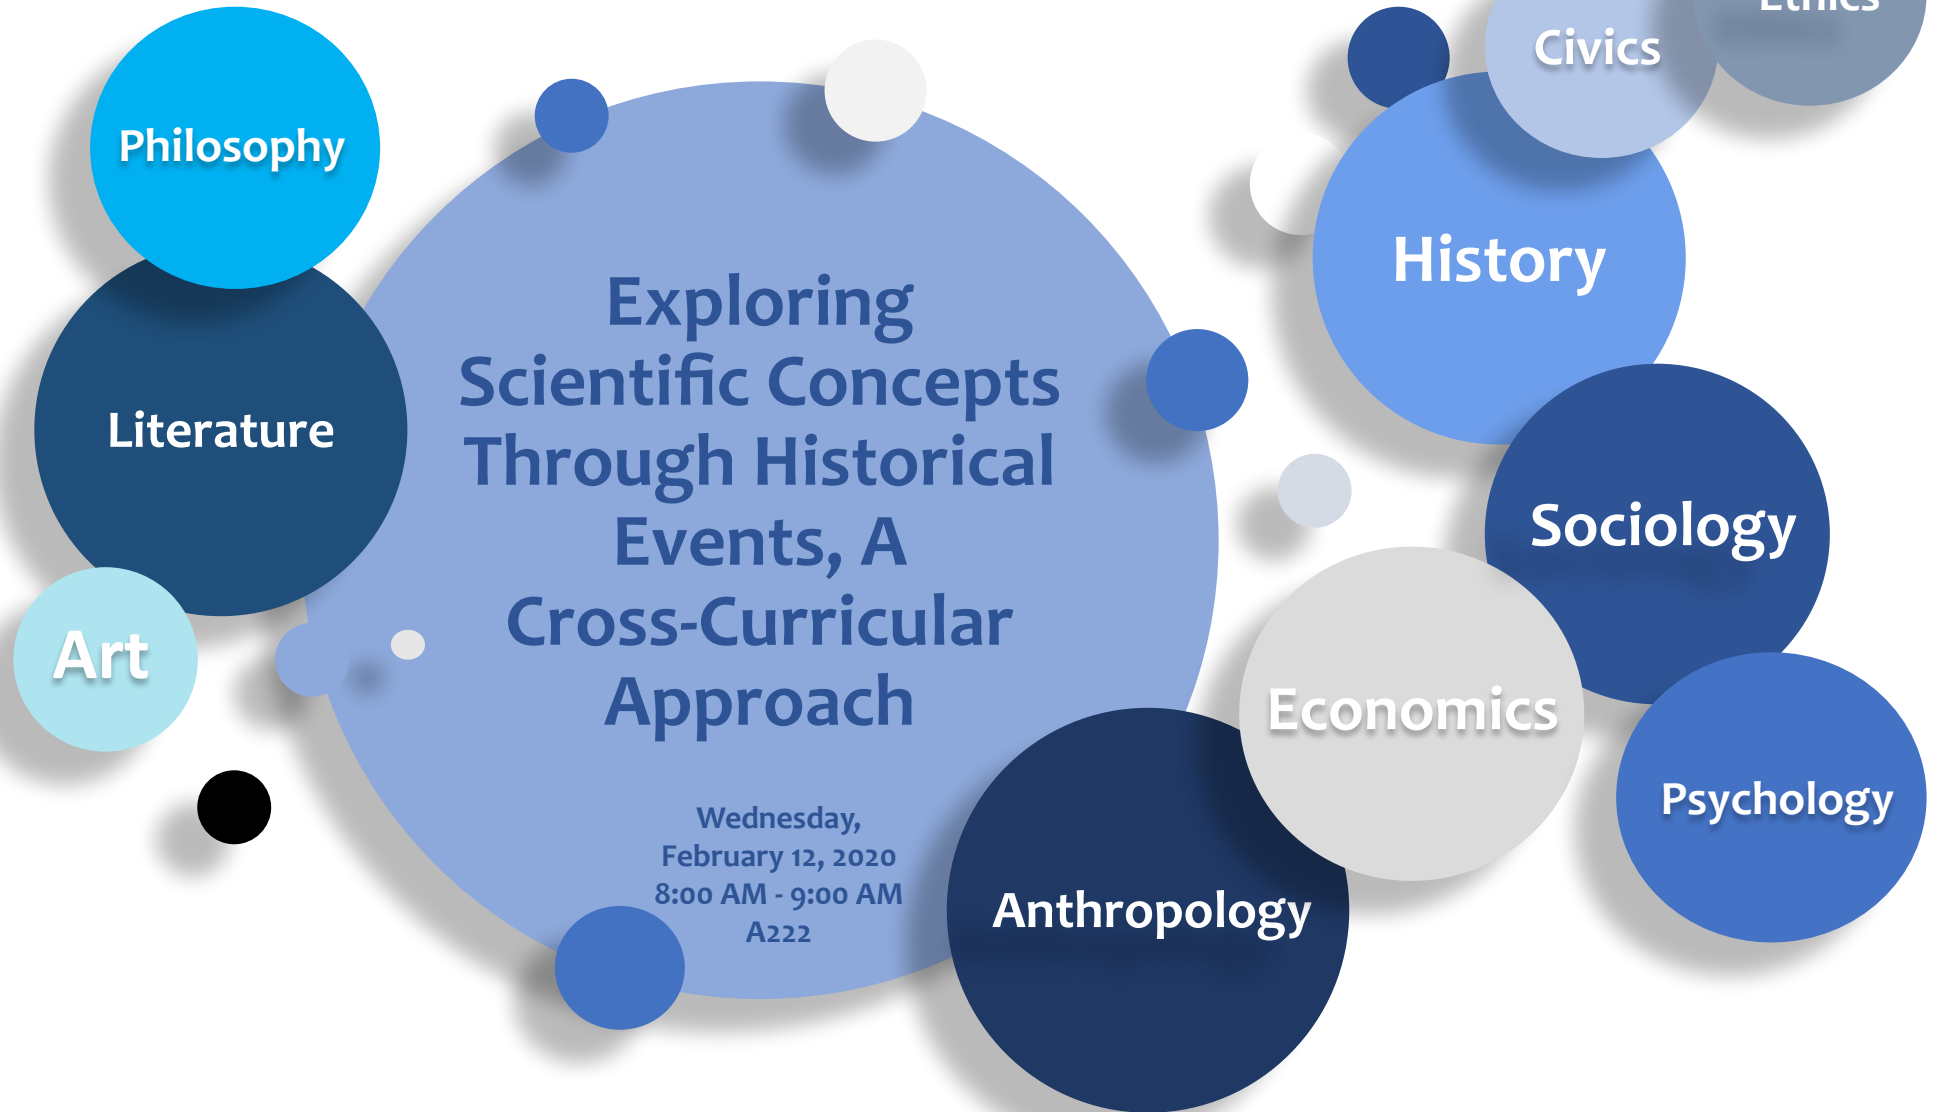 Ethics
Civics
Philosophy
History
Exploring
Scientific Concepts
Through Historical
Events, A
Cross-Curricular
Approach
Literature
Sociology
Art
Economics
Psychology
Wednesday,
February 12, 2020
8:00 AM - 9:00 AM
A222
Anthropology